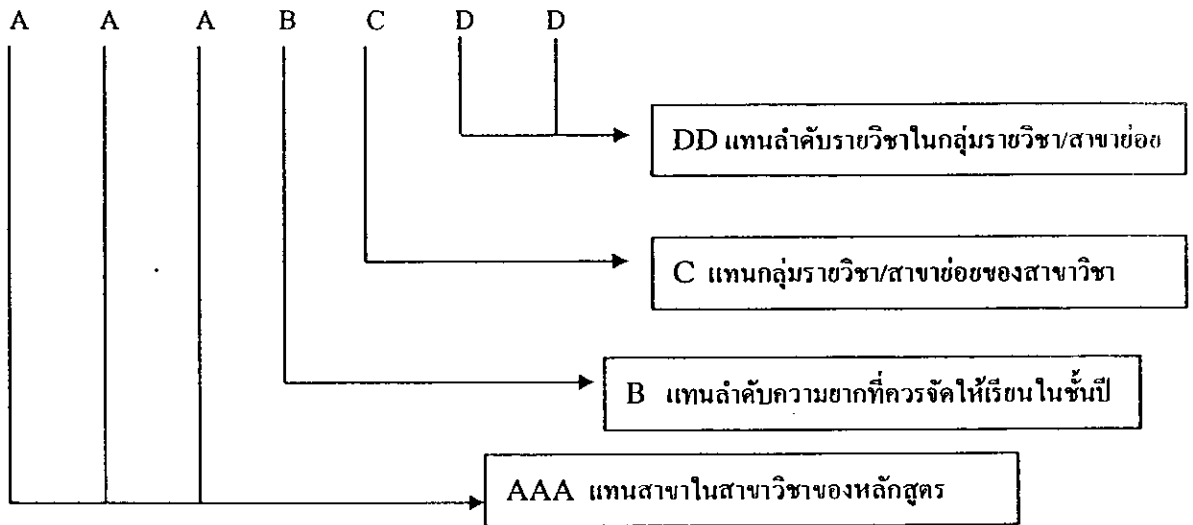 A A A B C D D
DD แทนลำดับรายวิชาในกลุ่มรายวิชา/สาขาย่อย
C แทนกลุ่มรายวิชา/สาขาย่อยของสาขาวิชา
B แทนลำดับความยากที่ควรจัดให้เรียนในชั้นปี
AAA แทนสาขาในสาขาวิชาของหลักสูตร